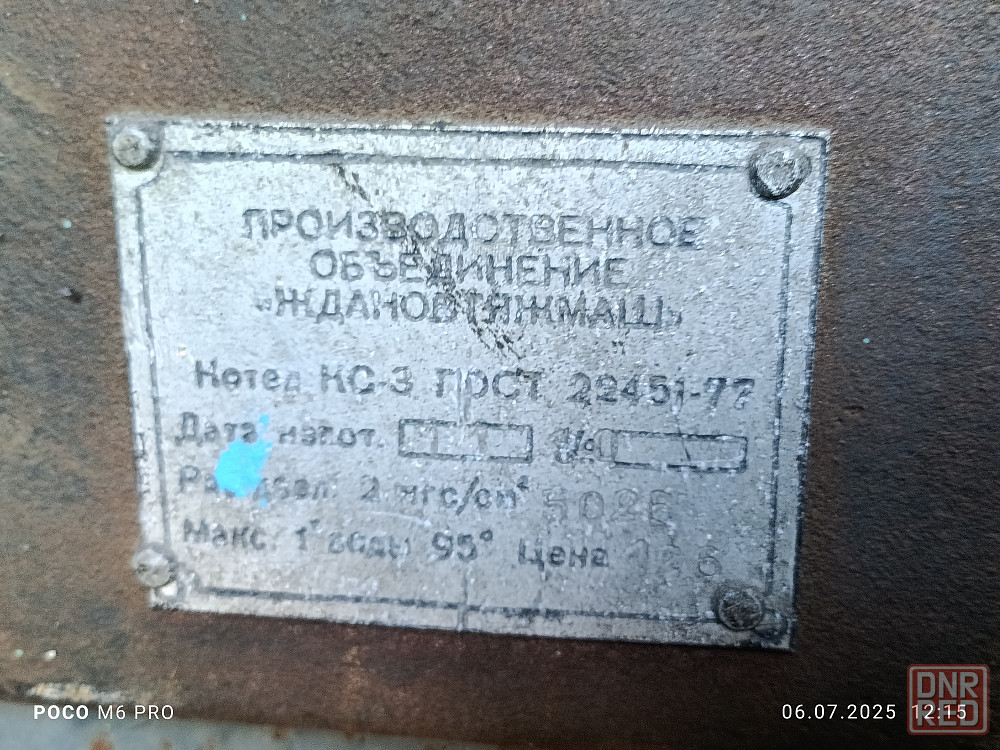 ПРОИЗВОДСТВЕННОЕ
ОБЪЕДИНЕНИЕ
«ЖДАНОВТЯЖМАШ»
Котел КС-3 ГОСТ 22451-77
Дата изгот. №
Раб. давл. 2 кгс/см² 5026
Макс. t° воды 95° Цена
POCO M6 PRO
06.07.2025 12:15
DNR
RED